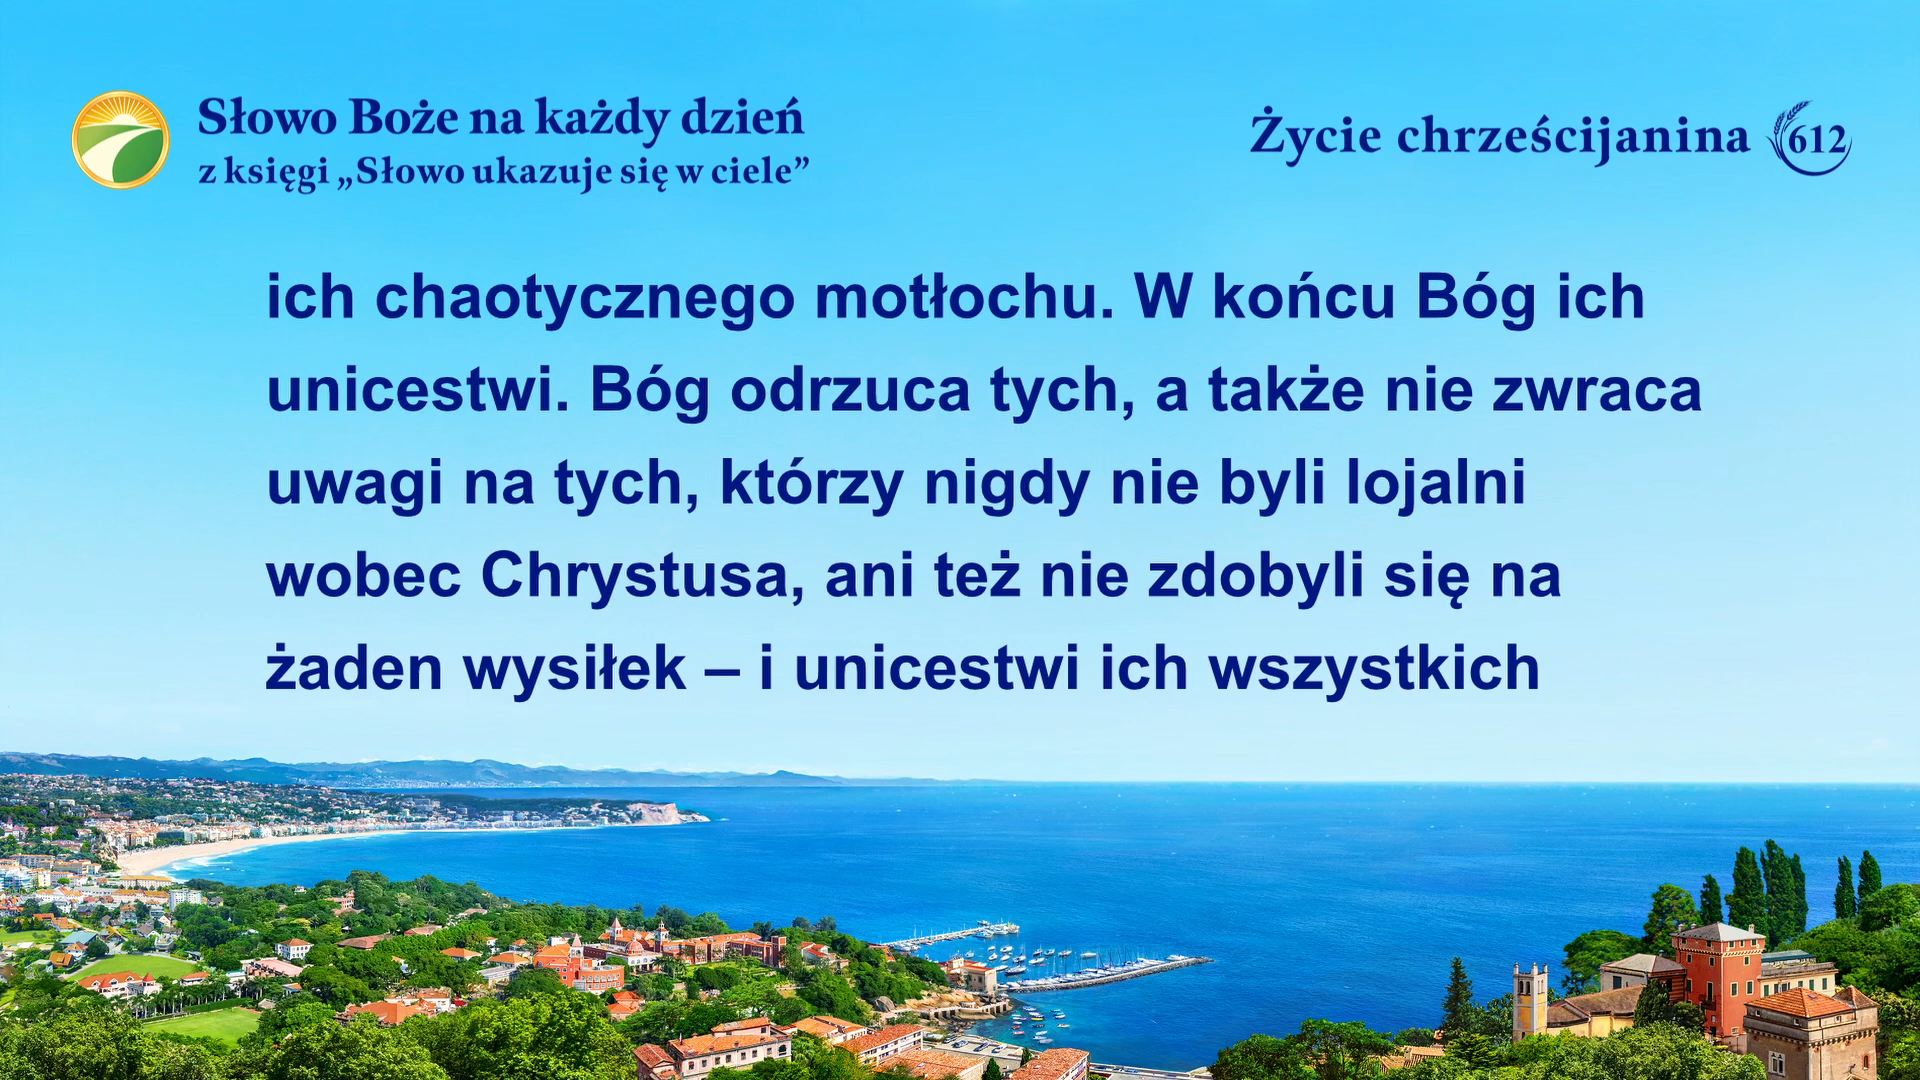 Słowo Boże na każdy dzień
z księgi „Słowo ukazuje się w ciele”
Życie chrześcijanina 612
ich chaotycznego motłochu. W końcu Bóg ich
unicestwi. Bóg odrzuca tych, a także nie zwraca
uwagi na tych, którzy nigdy nie byli lojalni
wobec Chrystusa, ani też nie zdobyli się na
żaden wysiłek – i unicestwi ich wszystkich